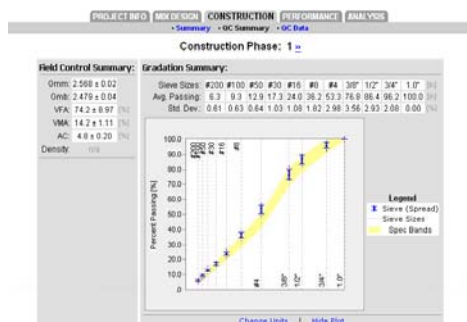 PROJECT INFO MIX DESIGN CONSTRUCTION PERFORMANCE ANALYSIS
• Summary • QC Summary • QC Data
Construction Phase: 1 »
Field Control Summary:
Gmm: 2.568 ± 0.02
Gmb: 2.479 ± 0.04
VFA: 74.2 ± 8.97 [%]
VMA: 14.2 ± 1.11 [%]
AC: 4.8 ± 0.20 [%]
Density: n/a
Gradation Summary:
Sieve Sizes: #200 #100 #50 #30 #16 #8 #4 3/8" 1/2" 3/4" 1.0" [in]
Avg. Passing: 6.3 9.3 12.9 17.3 24.0 36.2 53.3 76.9 86.4 96.2 100.0
Std. Dev.: 0.61 0.63 0.64 1.03 1.08 1.82 2.98 3.56 2.93 2.08 0.00 [%]
Percent Passing [%]
100.0
90.0
80.0
70.0
60.0
50.0
40.0
30.0
20.0
10.0
.0
#200
#50
#30
#16
#8
#4
3/8"
1/2"
3/4"
1.0"
Legend
Sieve (Spread)
Sieve Sizes
Spec Bands
Change Units | Hide Plot